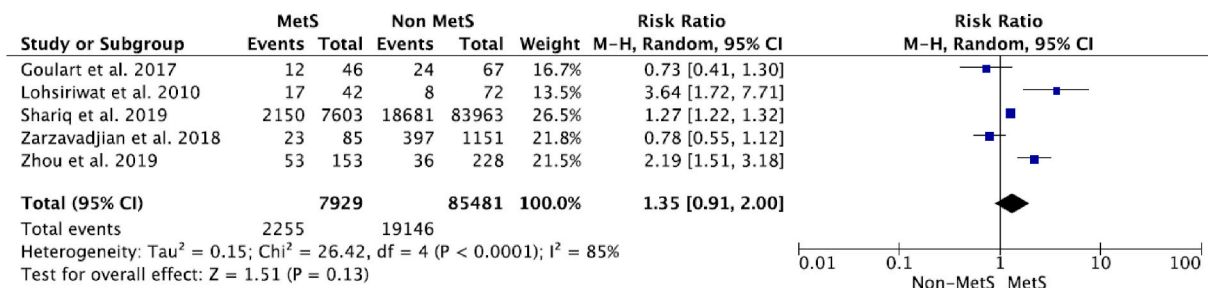 MetS Non MetS Risk Ratio Risk Ratio
Study or Subgroup Events Total Events Total Weight M-H, Random, 95% CI M-H, Random, 95% CI
Goulart et al. 2017 12 46 24 67 16.7% 0.73 [0.41, 1.30]
Lohsiriwat et al. 2010 17 42 8 72 13.5% 3.64 [1.72, 7.71]
Shariq et al. 2019 2150 7603 18681 83963 26.5% 1.27 [1.22, 1.32]
Zarzavadjian et al. 2018 23 85 397 1151 21.8% 0.78 [0.55, 1.12]
Zhou et al. 2019 53 153 36 228 21.5% 2.19 [1.51, 3.18]
Total (95% CI) 7929 85481 100.0% 1.35 [0.91, 2.00]
Total events 2255 19146
Heterogeneity: Tau² = 0.15; Chi² = 26.42, df = 4 (P < 0.0001); I² = 85%
Test for overall effect: Z = 1.51 (P = 0.13)
0.01 0.1 1 10 100
Non-MetS MetS